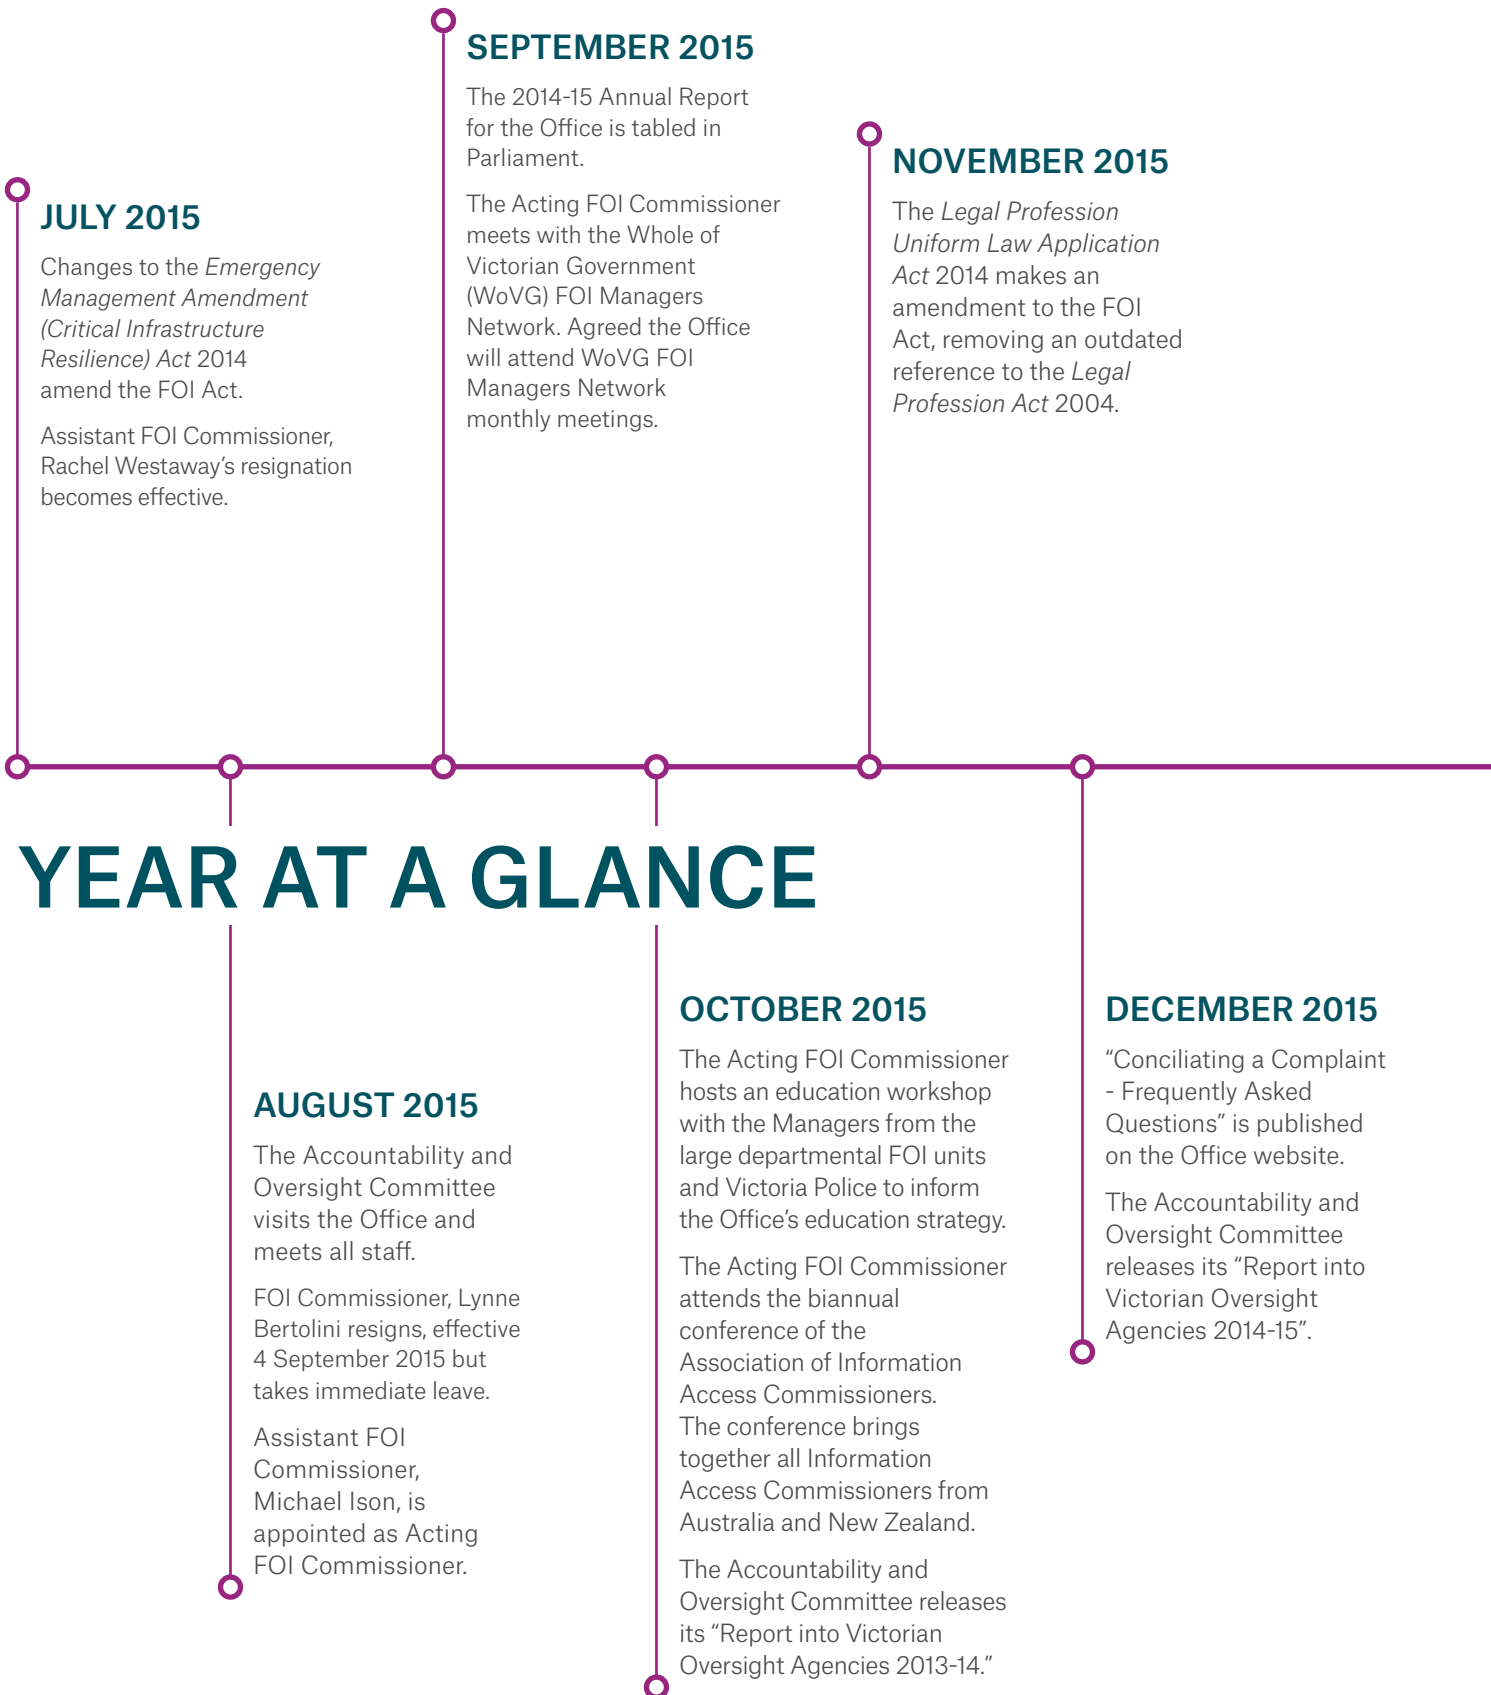 SEPTEMBER 2015
The 2014-15 Annual Report
for the Office is tabled in
Parliament.
The Acting FOI Commissioner
meets with the Whole of
Victorian Government
(WoVG) FOI Managers
Network. Agreed the Office
will attend WoVG FOI
Managers Network
monthly meetings.
NOVEMBER 2015
The Legal Profession
Uniform Law Application
Act 2014 makes an
amendment to the FOI
Act, removing an outdated
reference to the Legal
Profession Act 2004.
JULY 2015
Changes to the Emergency
Management Amendment
(Critical Infrastructure
Resilience) Act 2014
amend the FOI Act.
Assistant FOI Commissioner,
Rachel Westaway’s resignation
becomes effective.
YEAR AT A GLANCE
AUGUST 2015
The Accountability and
Oversight Committee
visits the Office and
meets all staff.
FOI Commissioner, Lynne
Bertolini resigns, effective
4 September 2015 but
takes immediate leave.
Assistant FOI
Commissioner,
Michael Ison, is
appointed as Acting
FOI Commissioner.
OCTOBER 2015
The Acting FOI Commissioner
hosts an education workshop
with the Managers from the
large departmental FOI units
and Victoria Police to inform
the Office’s education strategy.
The Acting FOI Commissioner
attends the biannual
conference of the
Association of Information
Access Commissioners.
The conference brings
together all Information
Access Commissioners from
Australia and New Zealand.
The Accountability and
Oversight Committee releases
its “Report into Victorian
Oversight Agencies 2013-14.”
DECEMBER 2015
“Conciliating a Complaint
- Frequently Asked
Questions” is published
on the Office website.
The Accountability and
Oversight Committee
releases its “Report into
Victorian Oversight
Agencies 2014-15”.